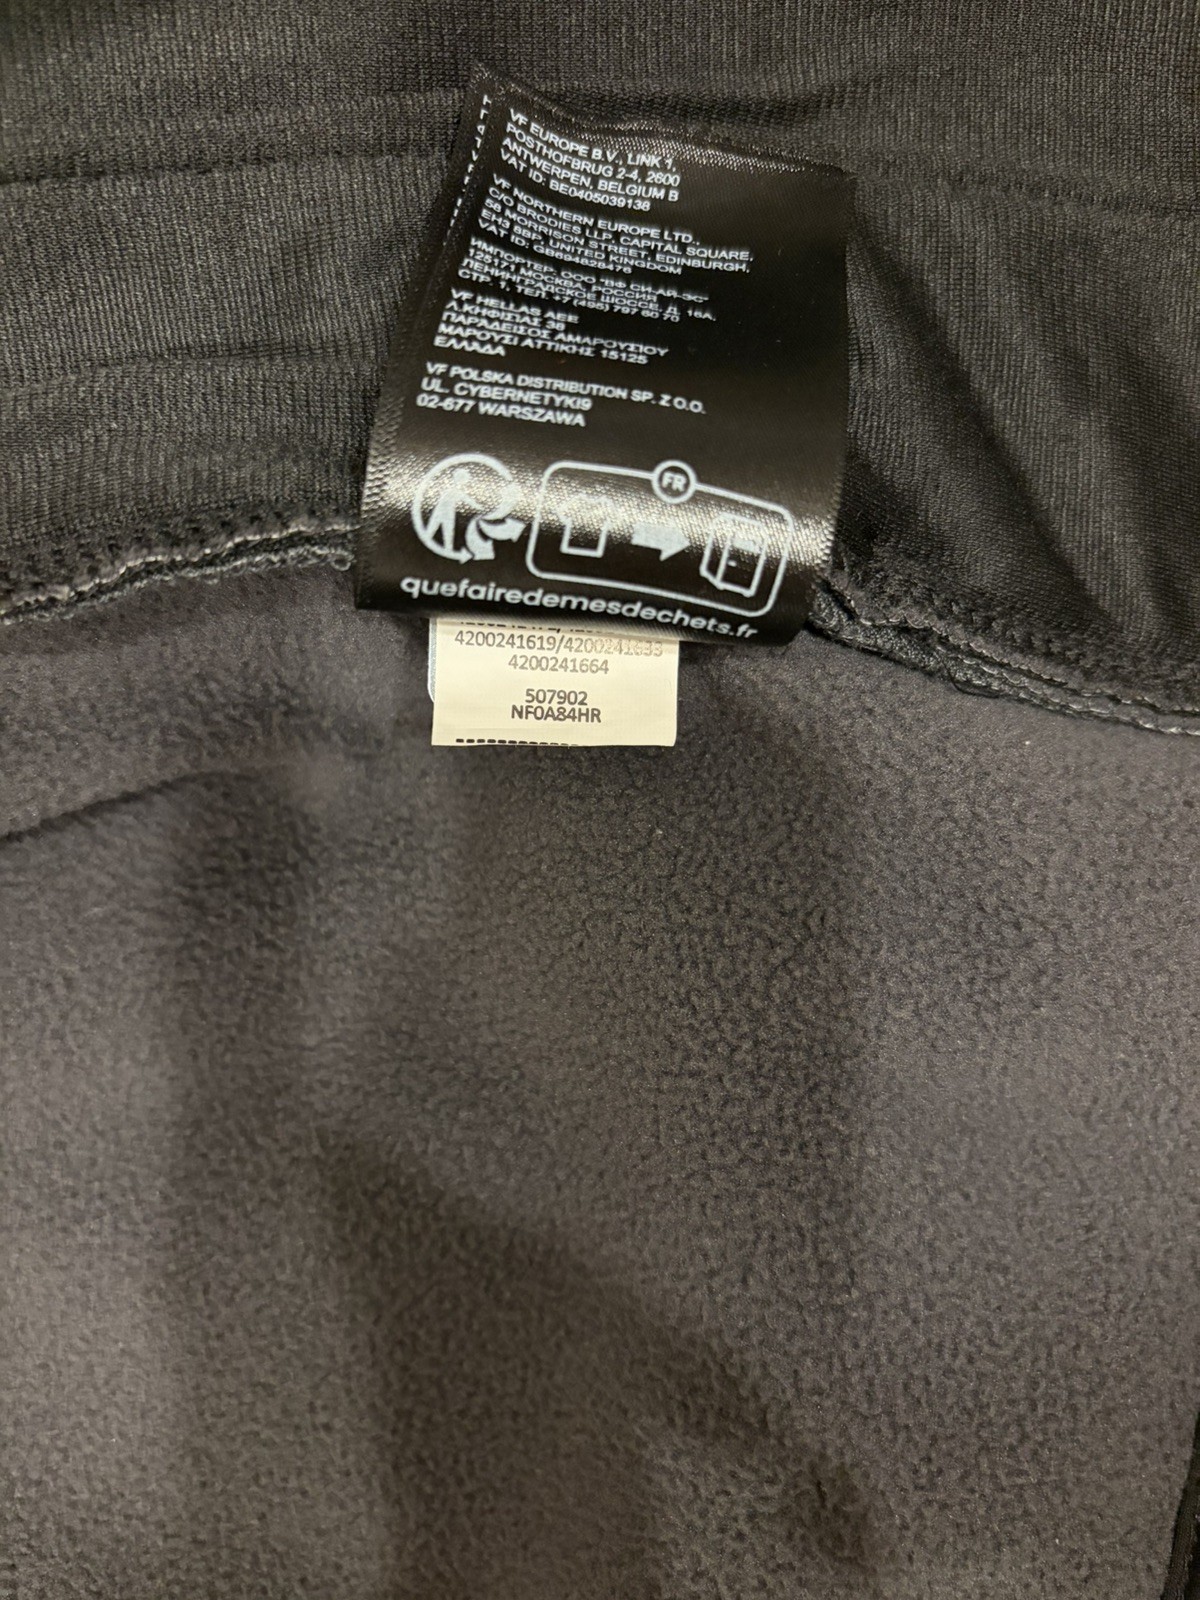 VF EUROPE B.V., LINK 1,
POSTHOFBRUG 2-4, 2600
ANTWERPEN, BELGIUM B
VAT ID: BE0405039138
VF NORTHERN EUROPE LTD.,
C/O BRODIES LLP, CAPITAL SQUARE,
58 MORRISON STREET, EDINBURGH,
EH3 8BP, UNITED KINGDOM
VAT ID: GB694828476
ИМПОРТЕР: ООО "ВФ СИ-АЙ-ЭС"
125171 МОСКВА, РОССИЯ
ЛЕНИНГРАДСКОЕ ШОССЕ, Д. 16А,
СТР. 1, ТЕЛ. +7 (495) 797 60 70
VF HELLAS AEE
Λ.ΚΗΦΙΣΙΑΣ 38
ΠΑΡΑΔΕΙΣΟΣ ΑΜΑΡΟΥΣΙΟΥ
ΜΑΡΟΥΣΙ ΑΤΤΙΚΗΣ 15125
ΕΛΛΑΔΑ
VF POLSKA DISTRIBUTION SP. Z O.O.
UL. CYBERNETYKI9
02-677 WARSZAWA
FR
quefairedemesdechets.fr
4200241619/4200241633
4200241664
507902
NF0A84HR